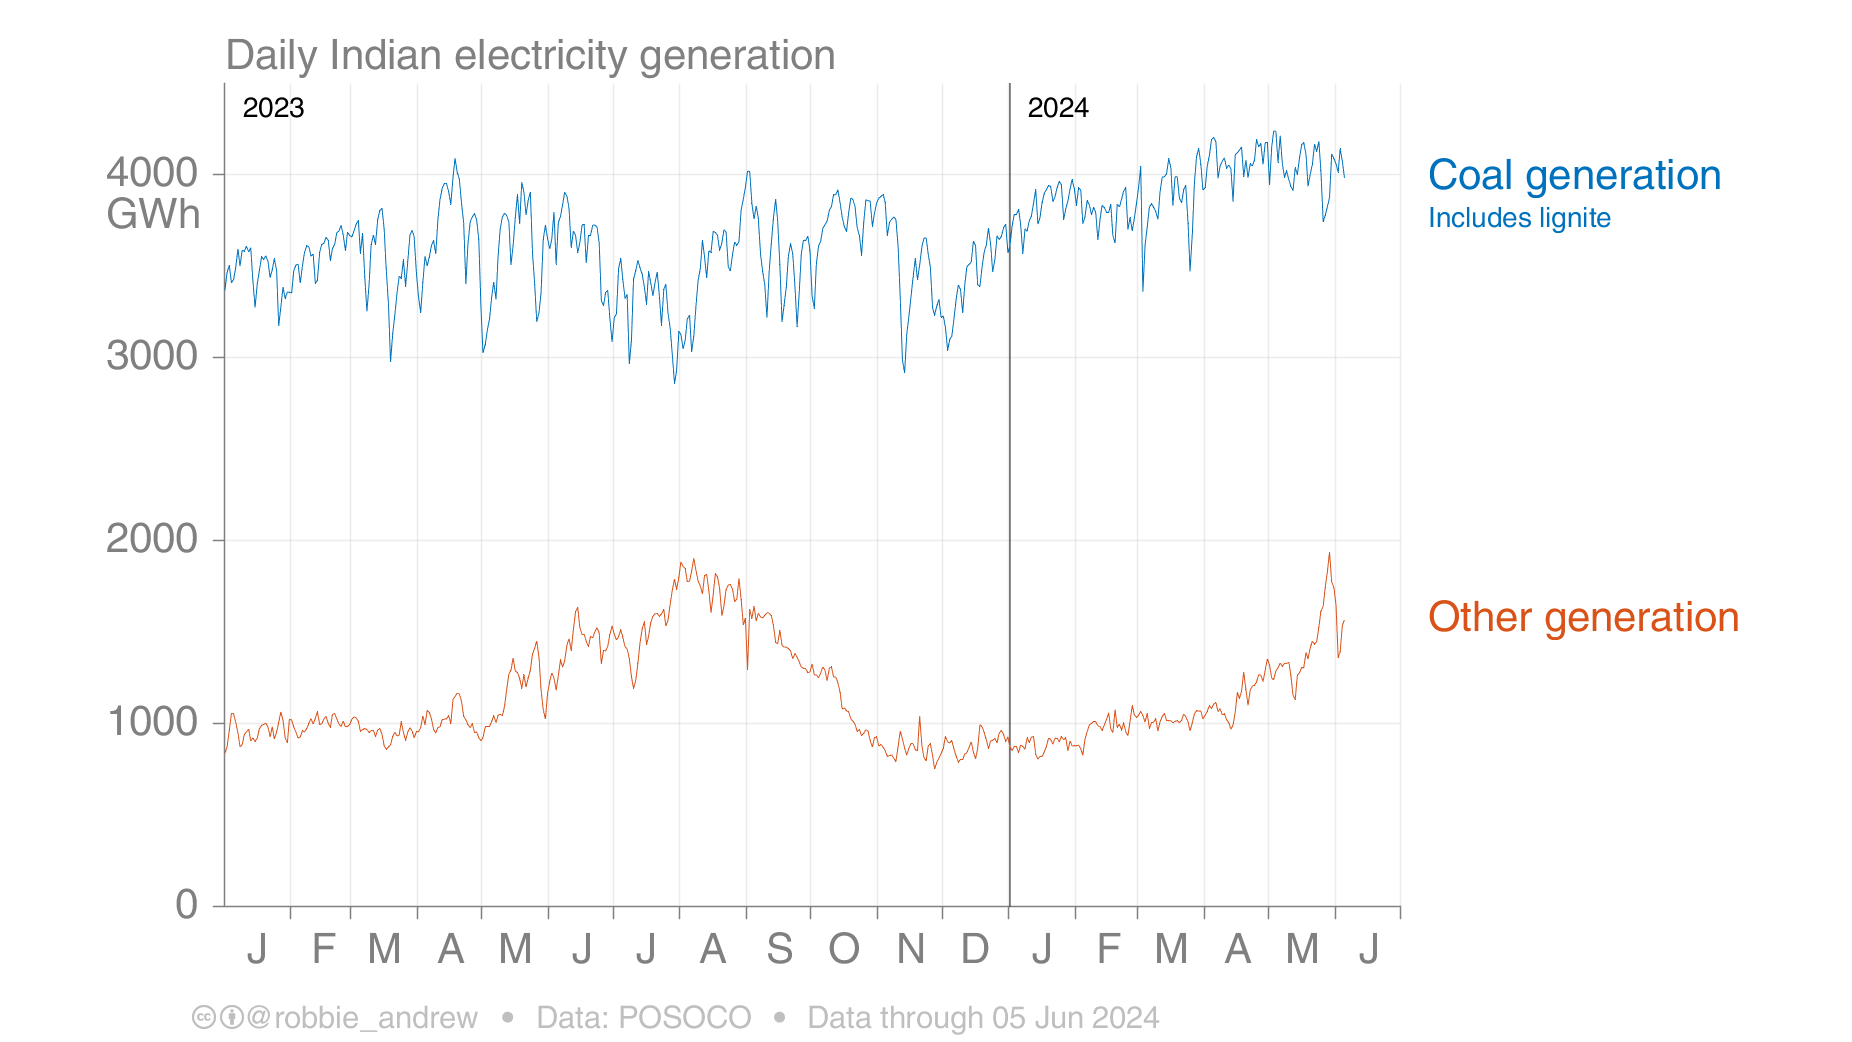 Daily Indian electricity generation
2023
2024
4000
GWh
3000
2000
1000
0
Coal generation
Includes lignite
Other generation
J F M A M J J A S O N D J F M A M J
cc @robbie_andrew • Data: POSOCO • Data through 05 Jun 2024